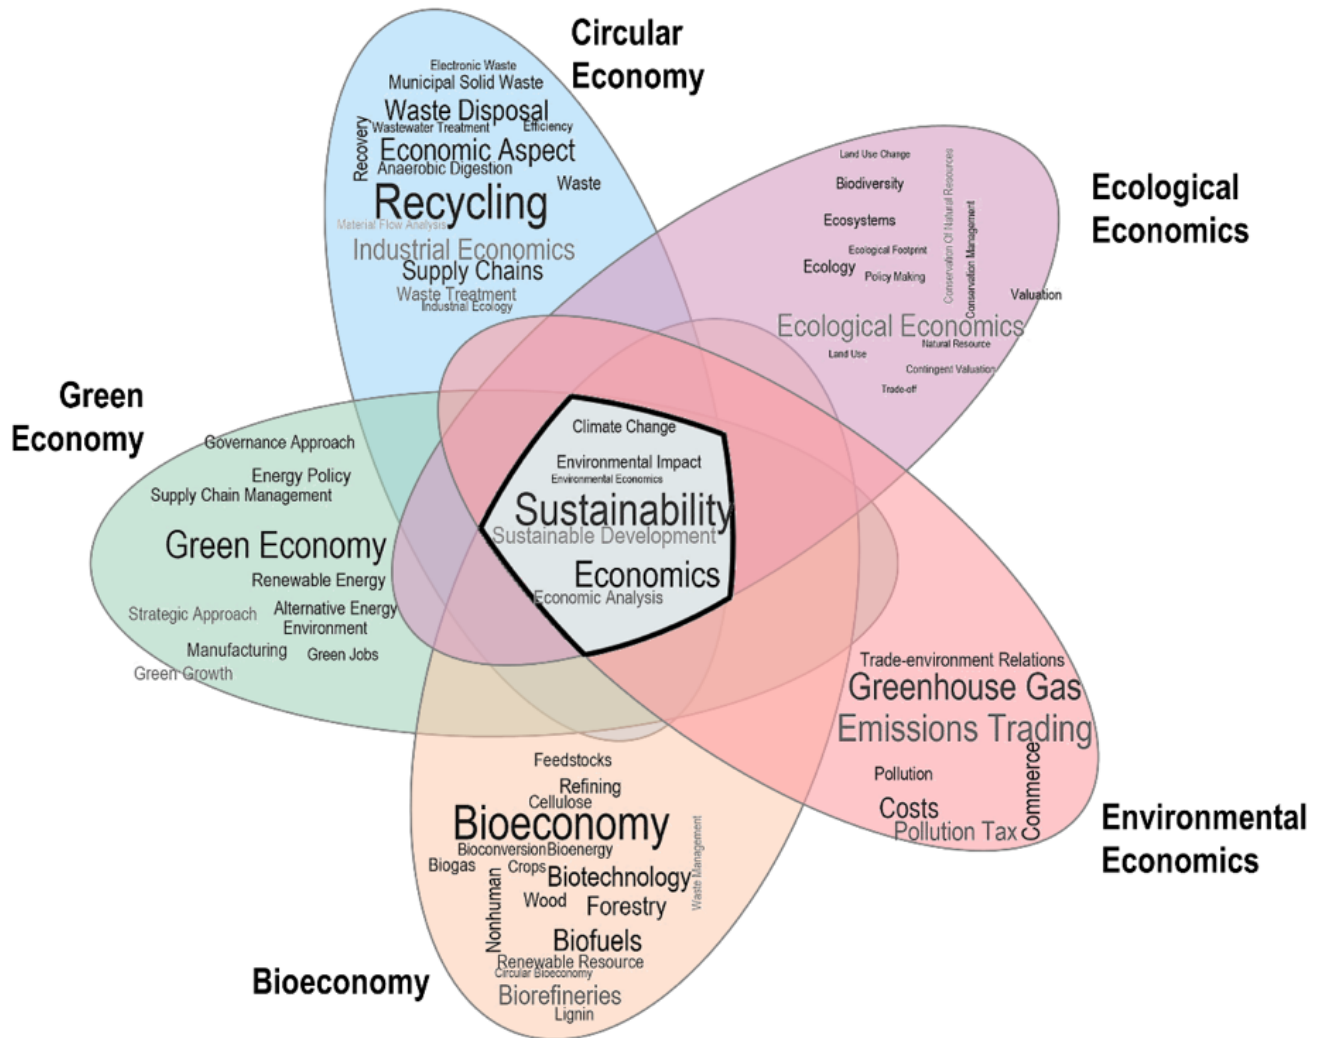 Circular
Economy
Electronic Waste
Municipal Solid Waste
Waste Disposal
Wastewater Treatment
Efficiency
Recovery
Economic Aspect
Anaerobic Digestion
Waste
Recycling
Material Flow Analysis
Industrial Economics
Supply Chains
Waste Treatment
Industrial Ecology
Ecological
Economics
Land Use Change
Biodiversity
Conservation Of Natural Resources
Ecosystems
Conservation Management
Ecological Footprint
Ecology
Policy Making
Valuation
Ecological Economics
Natural Resource
Land Use
Contingent Valuation
Trade-off
Green
Economy
Governance Approach
Energy Policy
Supply Chain Management
Green Economy
Renewable Energy
Strategic Approach
Alternative Energy
Environment
Manufacturing
Green Jobs
Green Growth
Climate Change
Environmental Impact
Environmental Economics
Sustainability
Sustainable Development
Economics
Economic Analysis
Trade-environment Relations
Greenhouse Gas
Emissions Trading
Commerce
Pollution
Costs
Pollution Tax
Environmental
Economics
Feedstocks
Refining
Cellulose
Bioeconomy
Bioconversion
Bioenergy
Waste Management
Biogas
Crops
Biotechnology
Nonhuman
Wood
Forestry
Biofuels
Renewable Resource
Circular Bioeconomy
Biorefineries
Lignin
Bioeconomy